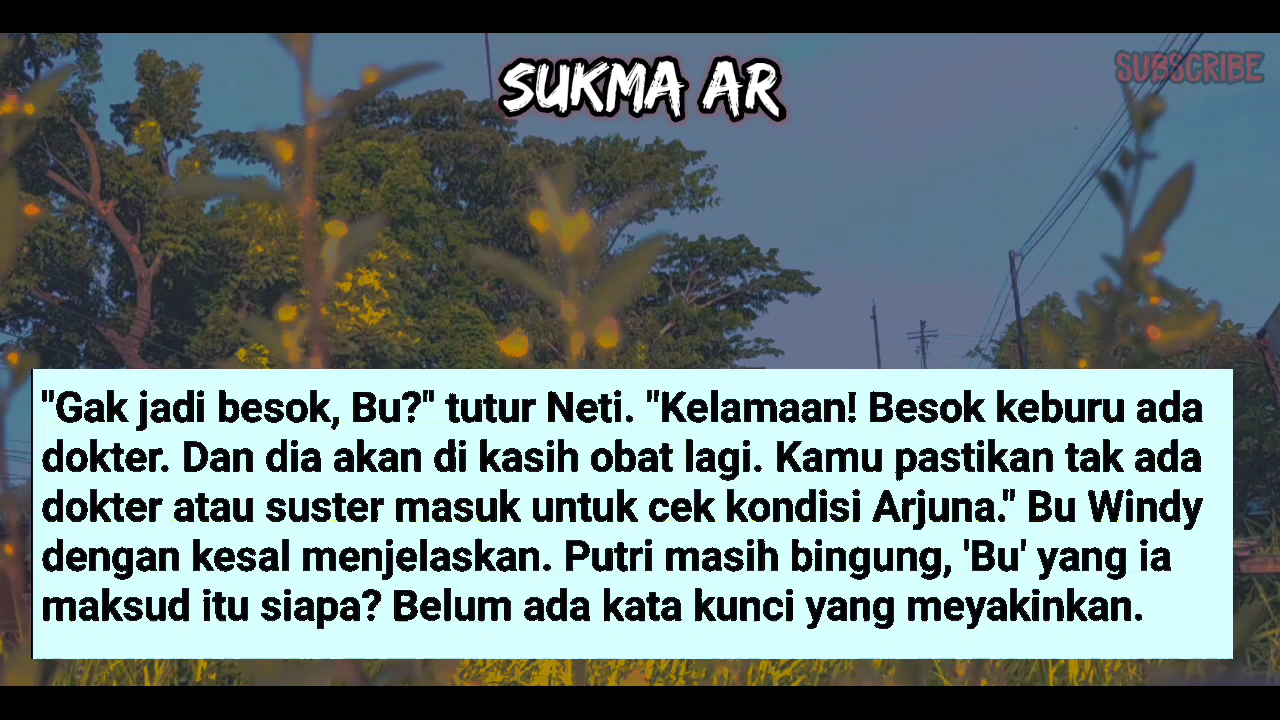 SUKMA AR
SUBSCRIBE
"Gak jadi besok, Bu?" tutur Neti. "Kelamaan! Besok keburu ada
dokter. Dan dia akan di kasih obat lagi. Kamu pastikan tak ada
dokter atau suster masuk untuk cek kondisi Arjuna." Bu Windy
dengan kesal menjelaskan. Putri masih bingung, 'Bu' yang ia
maksud itu siapa? Belum ada kata kunci yang meyakinkan.